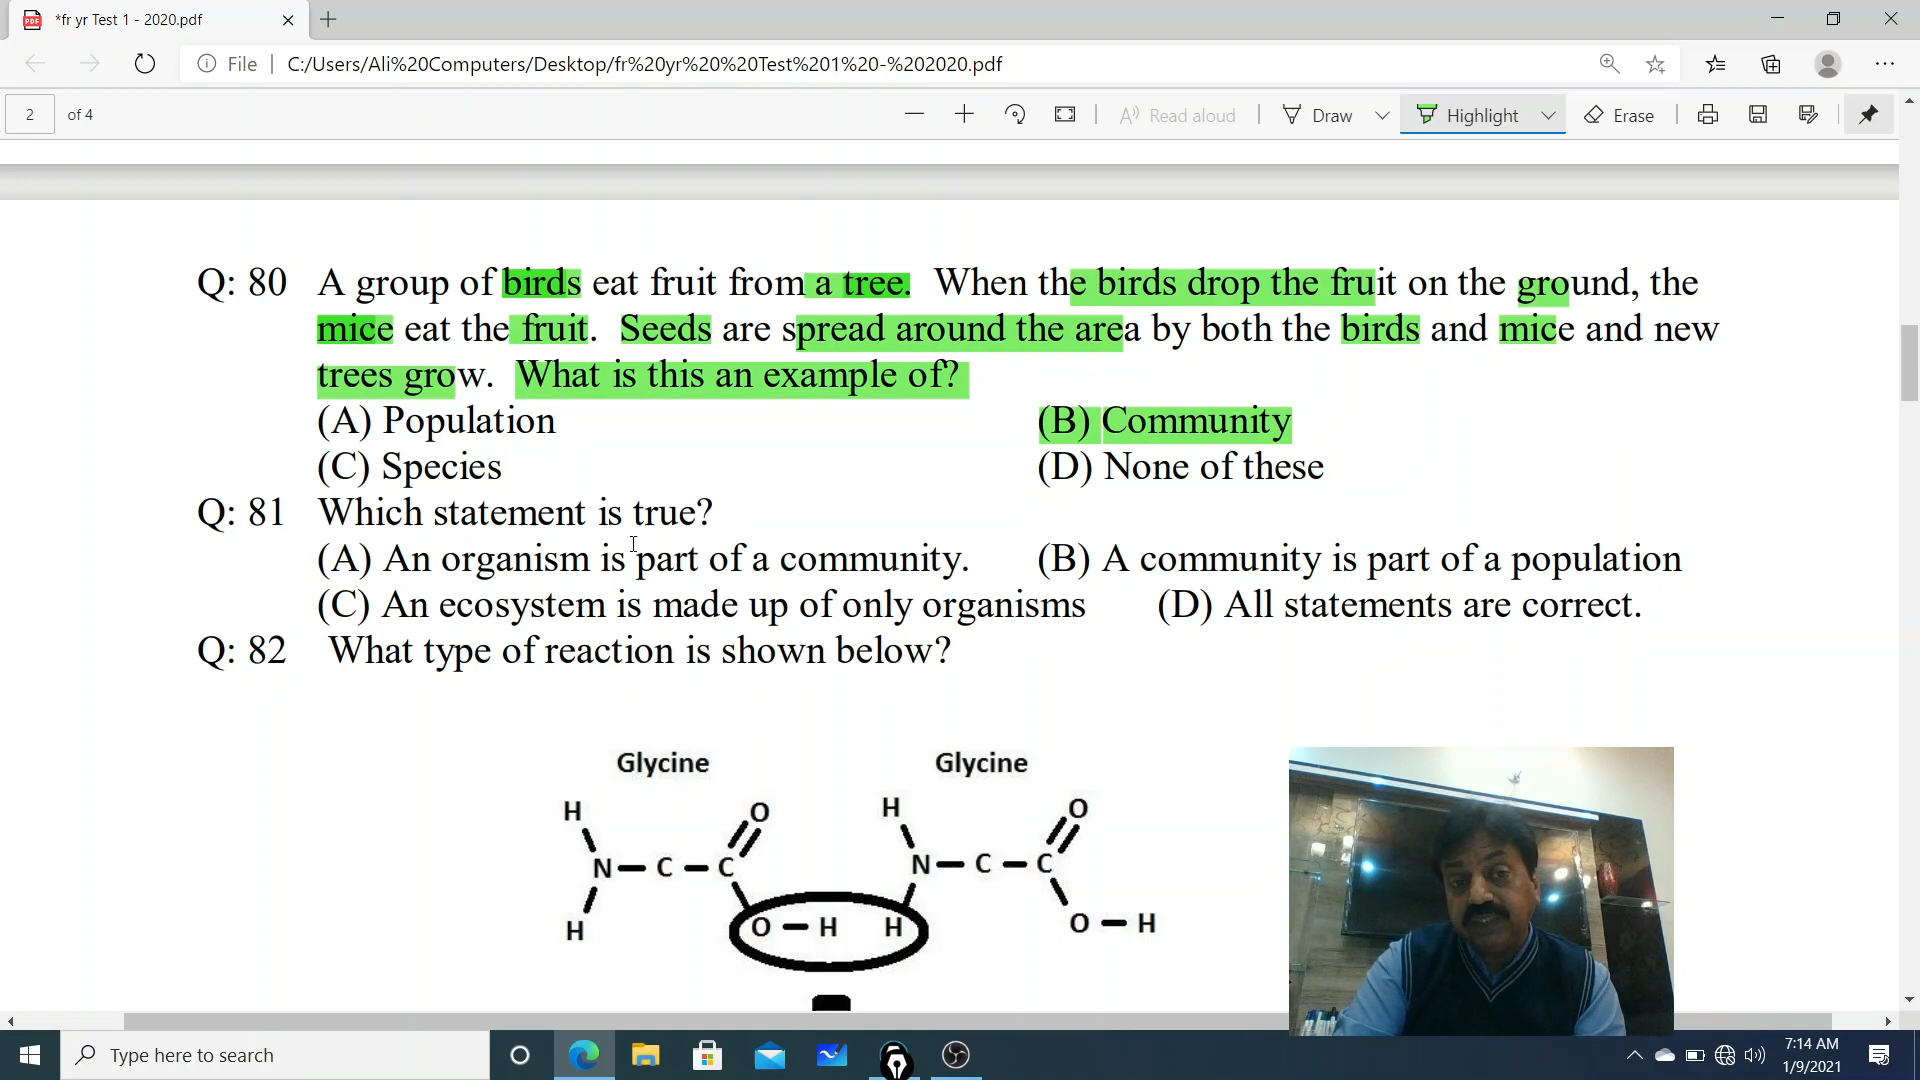 *fr yr Test 1 - 2020.pdf
File C:/Users/Ali%20Computers/Desktop/fr%20yr%20%20Test%201%20-%202020.pdf
2 of 4 Read aloud Draw Highlight Erase
Q: 80 A group of birds eat fruit from a tree. When the birds drop the fruit on the ground, the
mice eat the fruit. Seeds are spread around the area by both the birds and mice and new
trees grow. What is this an example of?
(A) Population (B) Community
(C) Species (D) None of these
Q: 81 Which statement is true?
(A) An organism is part of a community. (B) A community is part of a population
(C) An ecosystem is made up of only organisms (D) All statements are correct.
Q: 82 What type of reaction is shown below?
Glycine Glycine
H O H O
N C C N C C
H O H H O H
Type here to search
7:14 AM
1/9/2021